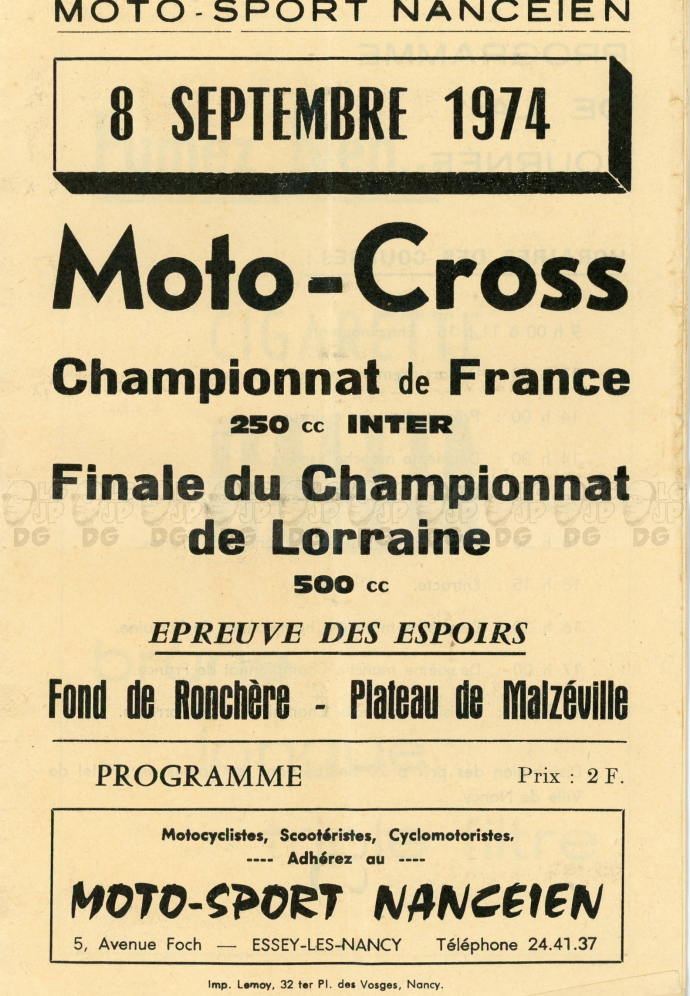 MOTO-SPORT NANCEIEN
8 SEPTEMBRE 1974
Moto-Cross
Championnat de France
250 cc INTER
Finale du Championnat
de Lorraine
500 cc
EPREUVE DES ESPOIRS
Fond de Ronchère - Plateau de Malzéville
PROGRAMME Prix : 2 F.
Motocyclistes, Scootéristes, Cyclomotoristes.
---- Adhérez au ----
MOTO-SPORT NANCEIEN
5, Avenue Foch — ESSEY-LES-NANCY Téléphone 24.41.37
Imp. Lemoy, 32 ter Pl. des Vosges, Nancy.